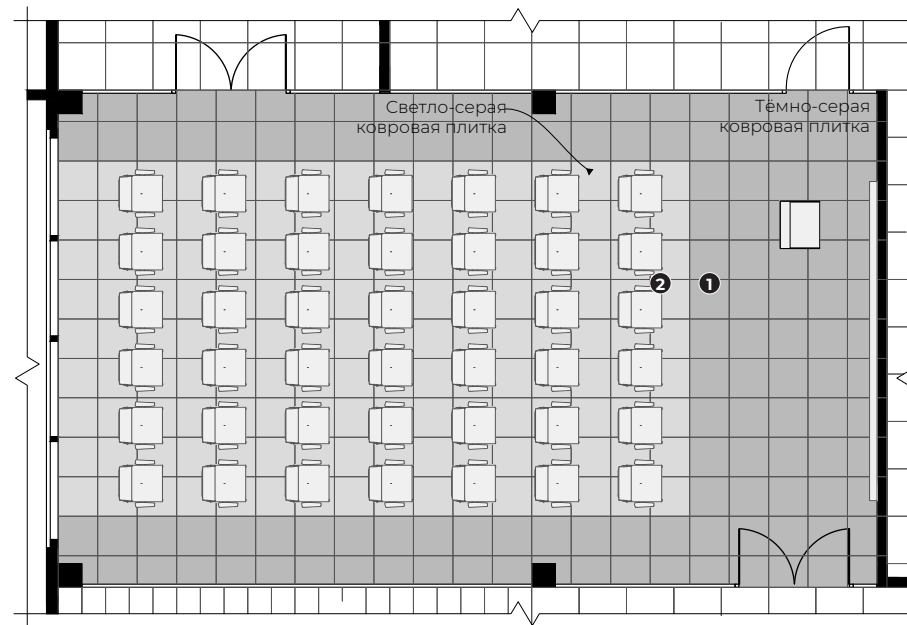 Светло-серая
ковровая плитка
Тёмно-серая
ковровая плитка
2
1